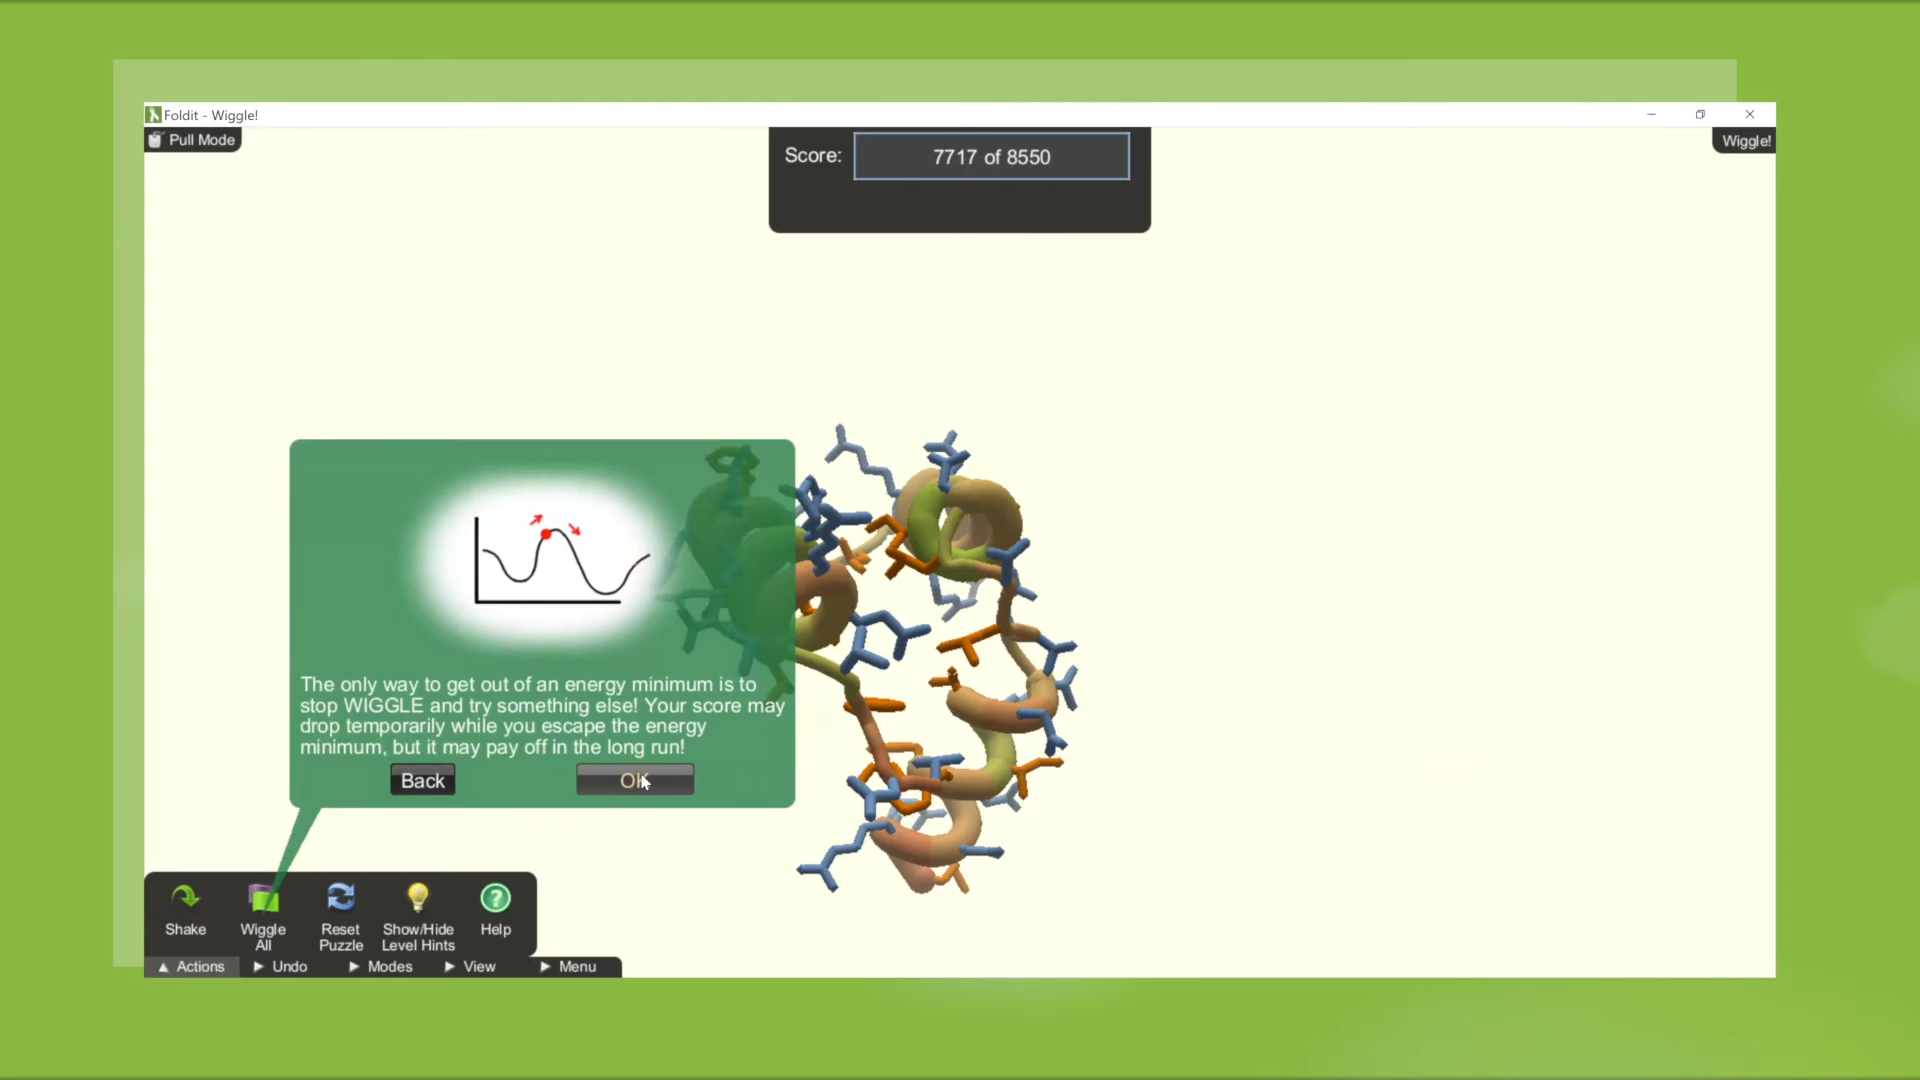 Foldit - Wiggle!
Pull Mode
Score: 7717 of 8550
Wiggle!
The only way to get out of an energy minimum is to
stop WIGGLE and try something else! Your score may
drop temporarily while you escape the energy
minimum, but it may pay off in the long run!
Back
OK
Shake
Wiggle
All
Reset
Puzzle
Show/Hide
Level Hints
Help
Actions
Undo
Modes
View
Menu